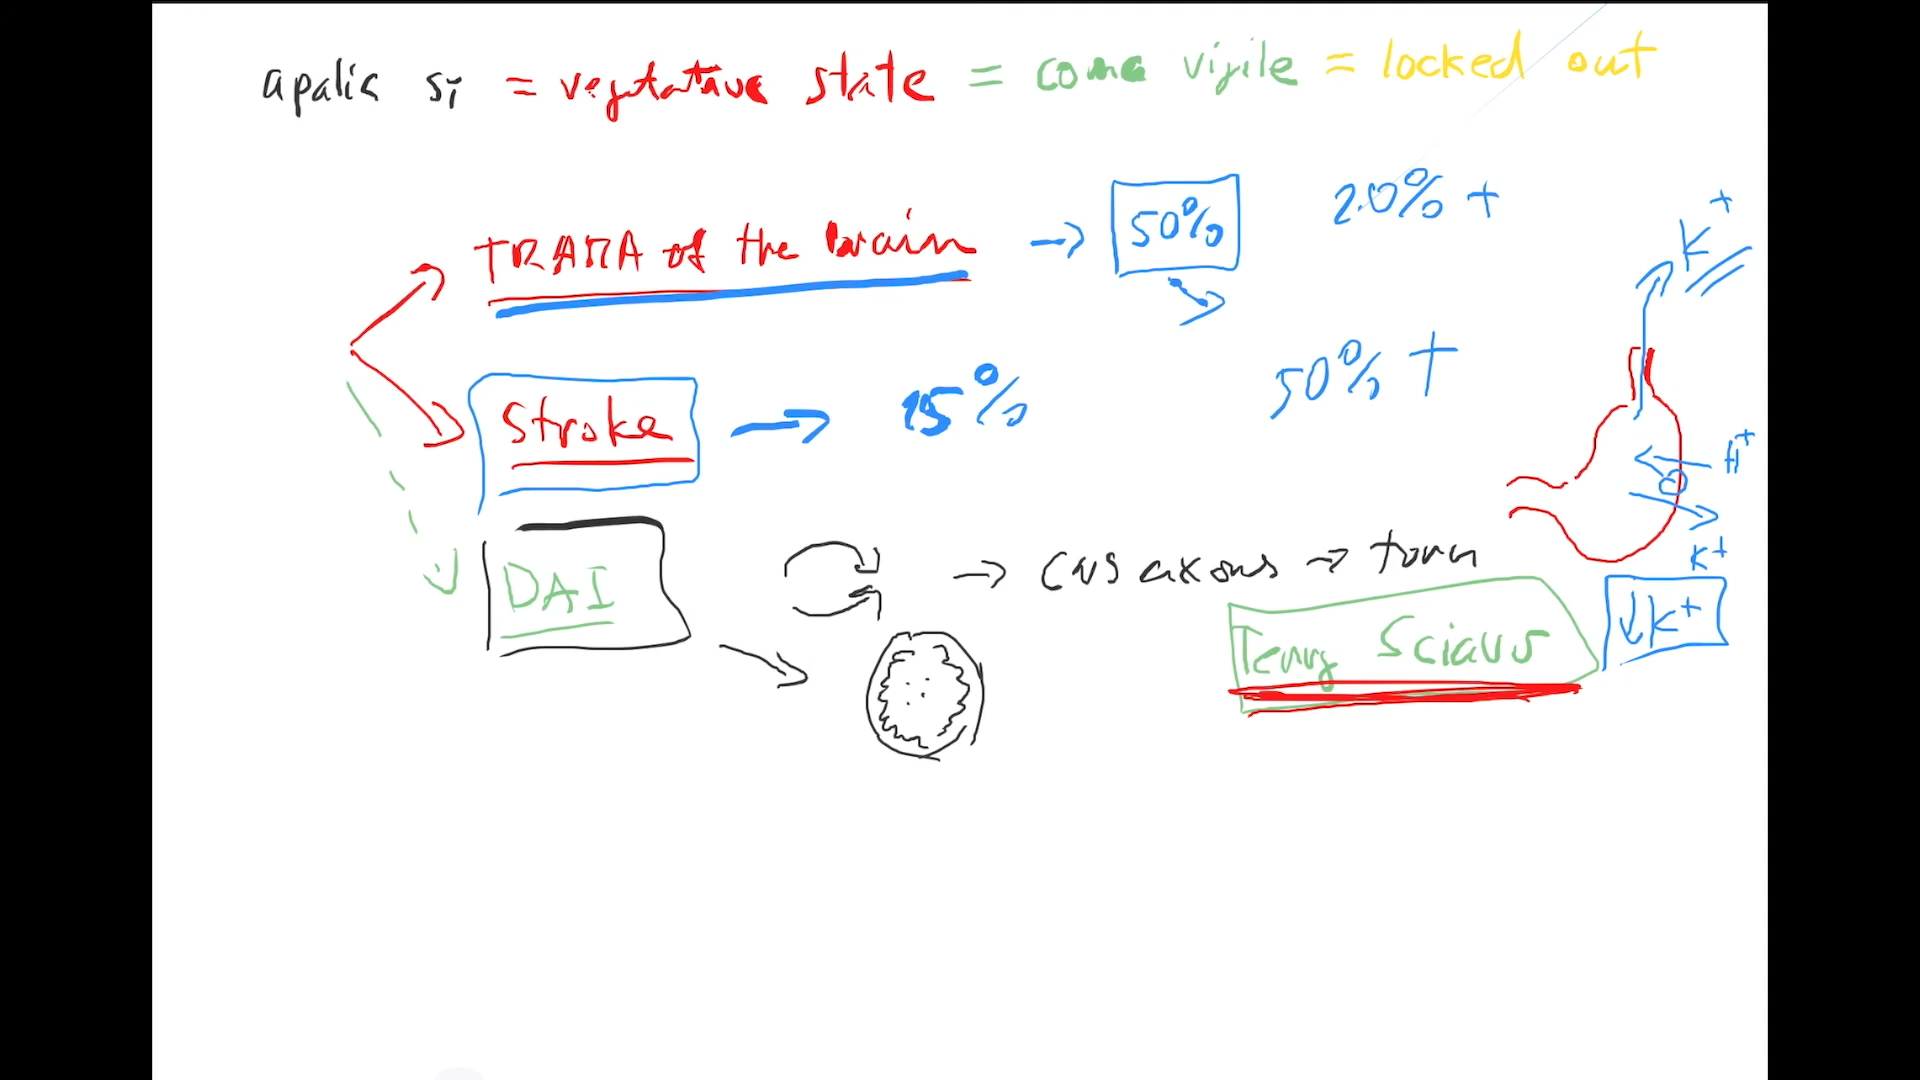 apalic sy = vegetative state = coma vigile = locked out
TRAMA of the brain → 50% 20% +
K+
stroke → 15% 50% +
H+
K+
DAI → CNS axons → torn
↓K+
Terry Sciavo